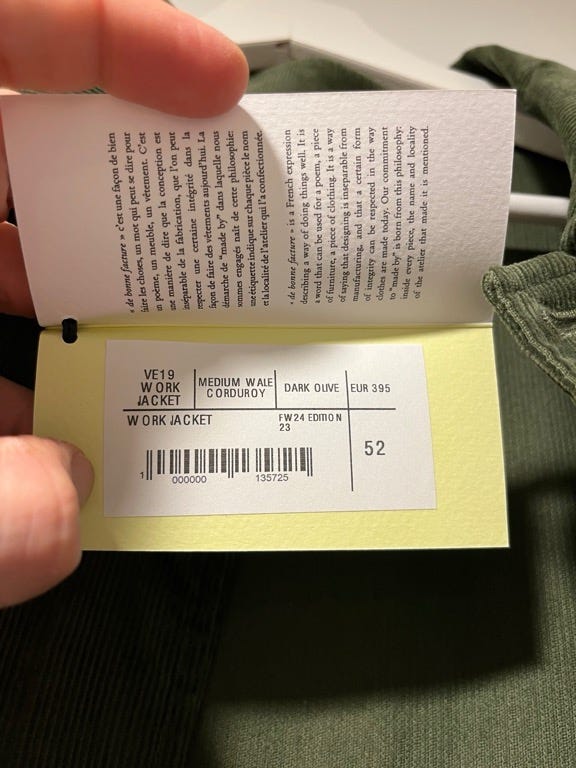 « de bonne facture » c'est une façon de bien
faire les choses, un mot qui peut se dire pour
un poème, un meuble, un vêtement. C'est
une manière de dire que la conception est
inséparable de la fabrication, que l'on peut
respecter une certaine intégrité dans la
façon de faire des vêtements aujourd'hui. La
démarche de "made by" dans laquelle nous
sommes engagés naît de cette philosophie:
une étiquette indique sur chaque pièce le nom
et la localité de l'atelier qui l'a confectionnée.
« de bonne facture » is a French expression
describing a way of doing things well. It is
a word that can be used for a poem, a piece
of furniture, a piece of clothing. It is a way
of saying that designing is inseparable from
manufacturing, and that a certain form
of integrity can be respected in the way
clothes are made today. Our commitment
to "made by" is born from this philosophy:
inside every piece, the name and locality
of the atelier that made it is mentioned.
VE19
WORK
JACKET
MEDIUM WALE
CORDUROY
DARK OLIVE
EUR 395
WORK JACKET
FW24 EDITION
23
52
1 000000 135725